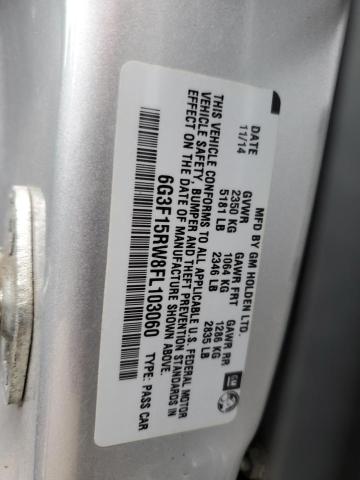 MFD BY GM HOLDEN LTD.
DATE GVWR GAWR FRT GAWR RR
11/14 2350 KG 1064 KG 1286 KG
5181 LB 2346 LB 2835 LB
THIS VEHICLE CONFORMS TO ALL APPLICABLE U.S. FEDERAL MOTOR
VEHICLE SAFETY, BUMPER AND THEFT PREVENTION STANDARDS IN
EFFECT ON THE DATE OF MANUFACTURE SHOWN ABOVE.
6G3F15RW8FL103060 TYPE: PASS CAR
GM